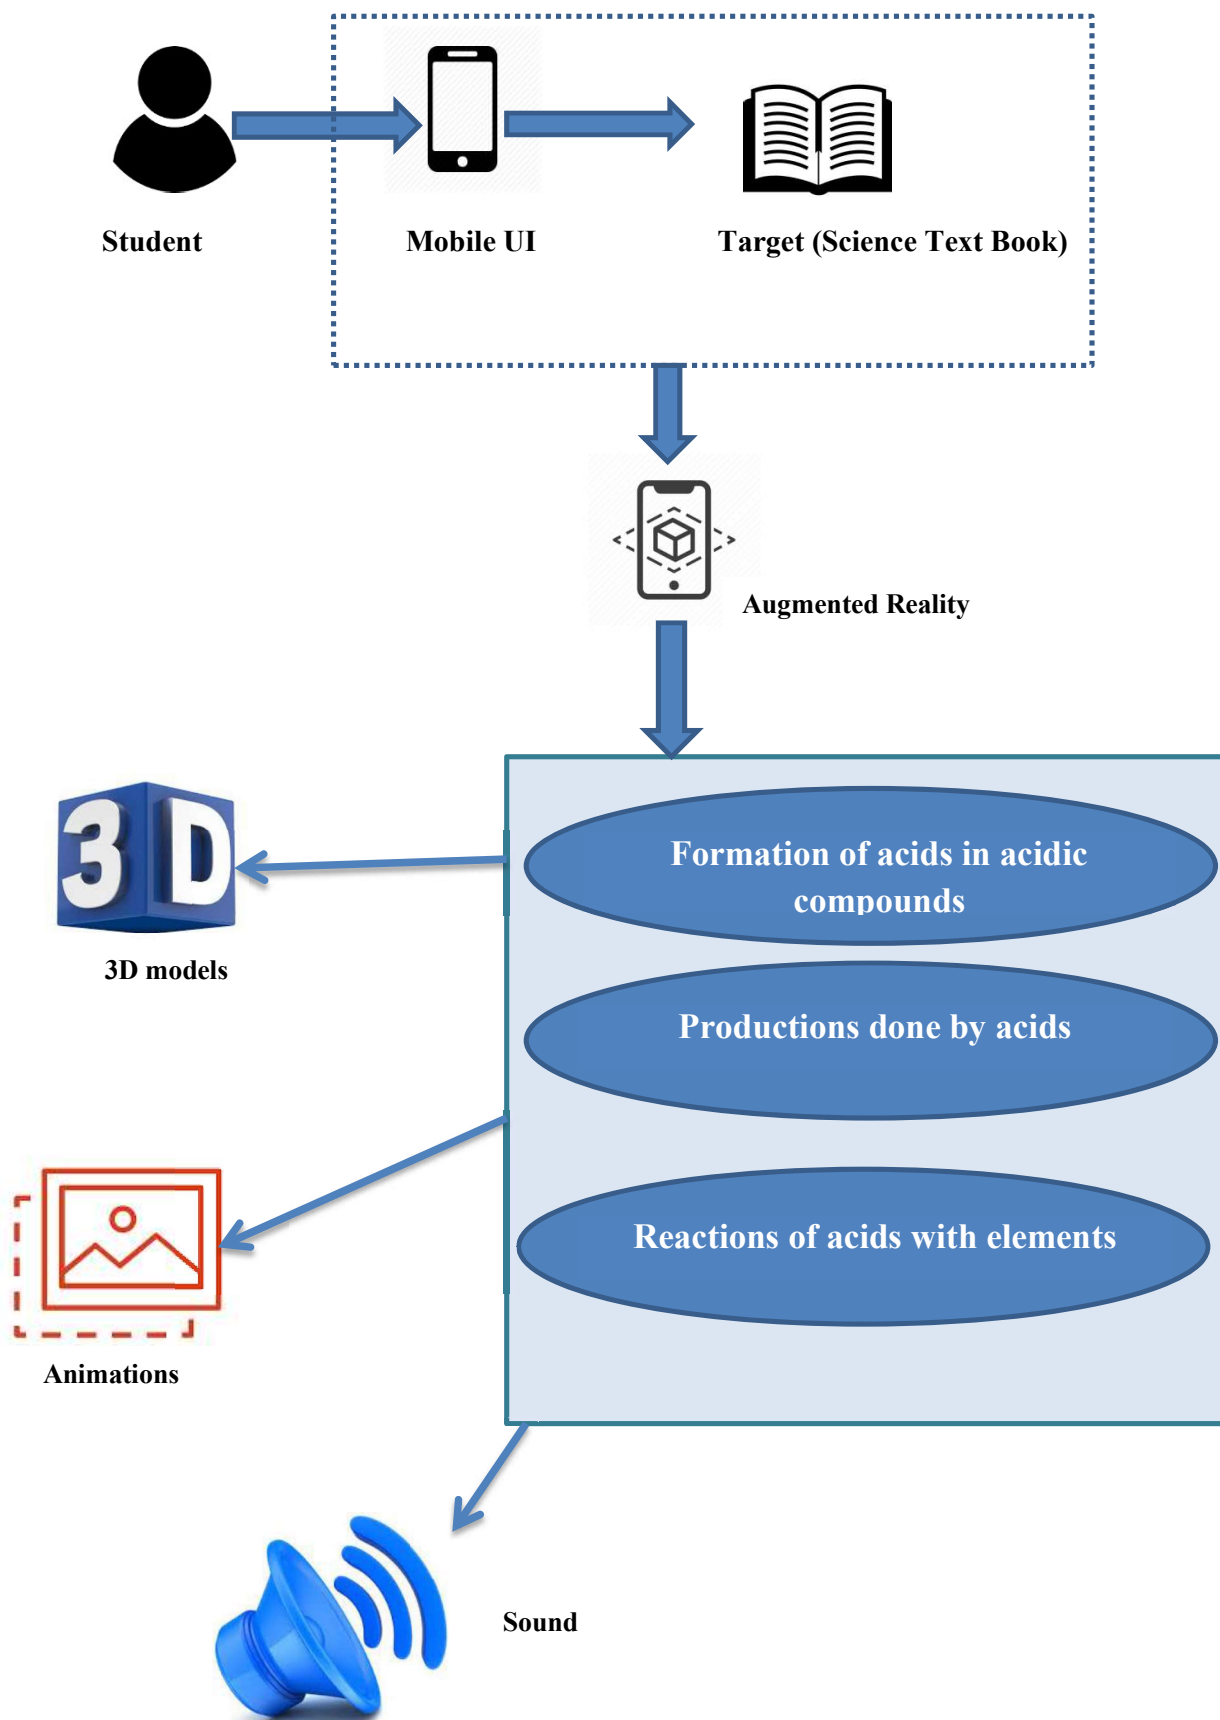 Student
Mobile UI
Target (Science Text Book)
Augmented Reality
3D
3D models
Formation of acids in acidic
compounds
Productions done by acids
Reactions of acids with elements
Animations
Sound